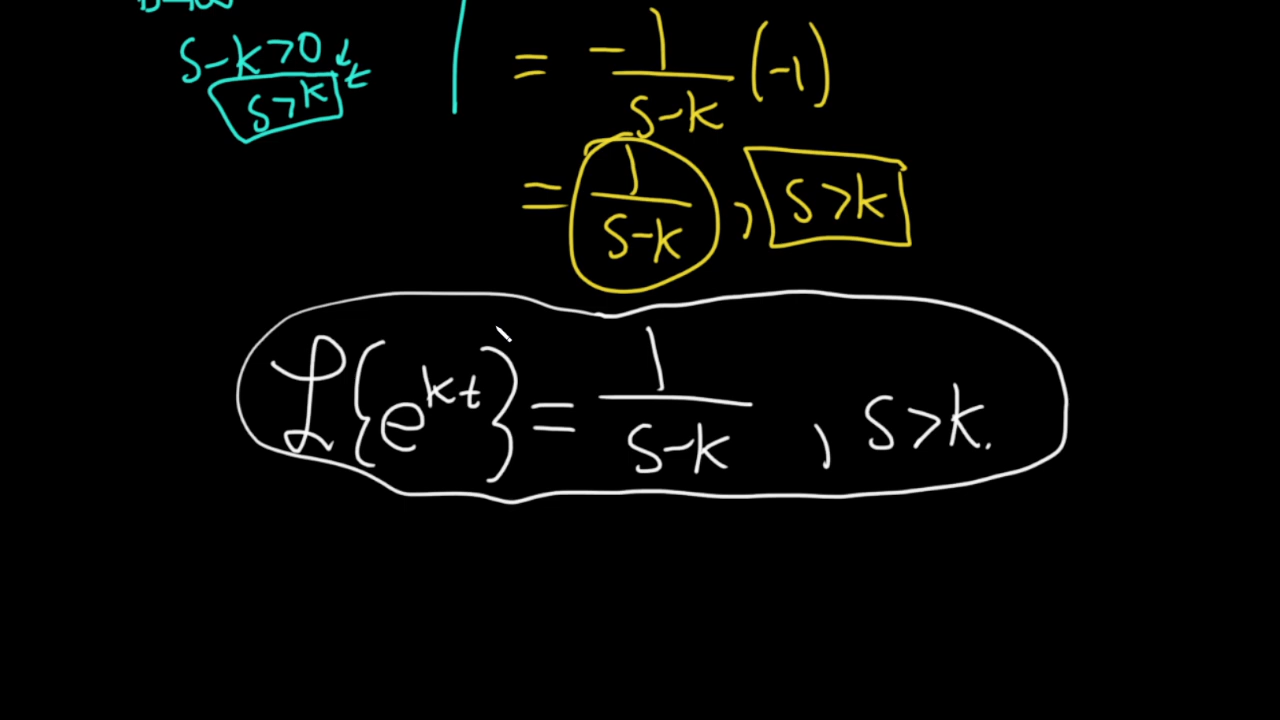 s-k>0
s>k
= -1/(s-k) (-1)
= 1/(s-k), s>k
ℒ{e^{kt}} = 1/(s-k), s>k.